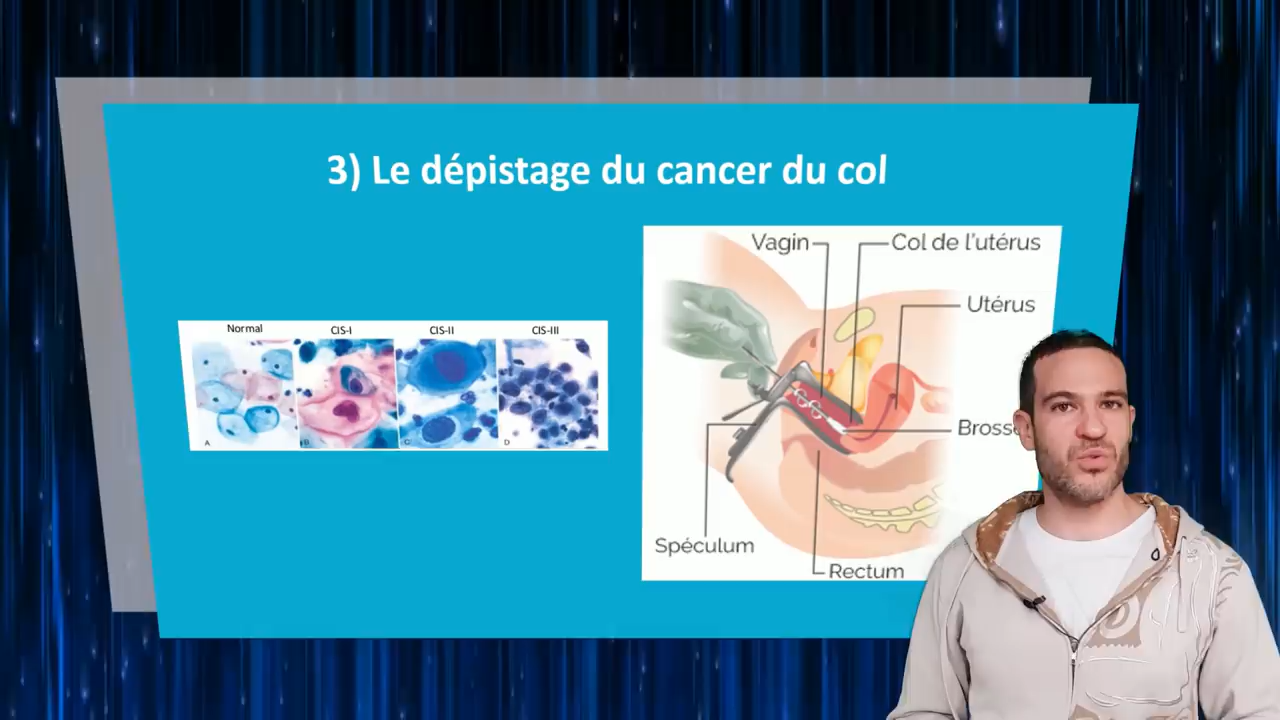 3) Le dépistage du cancer du col
Normal
CIS-I
CIS-II
CIS-III
A
B
C
D
Vagin
Col de l'utérus
Utérus
Spéculum
Rectum